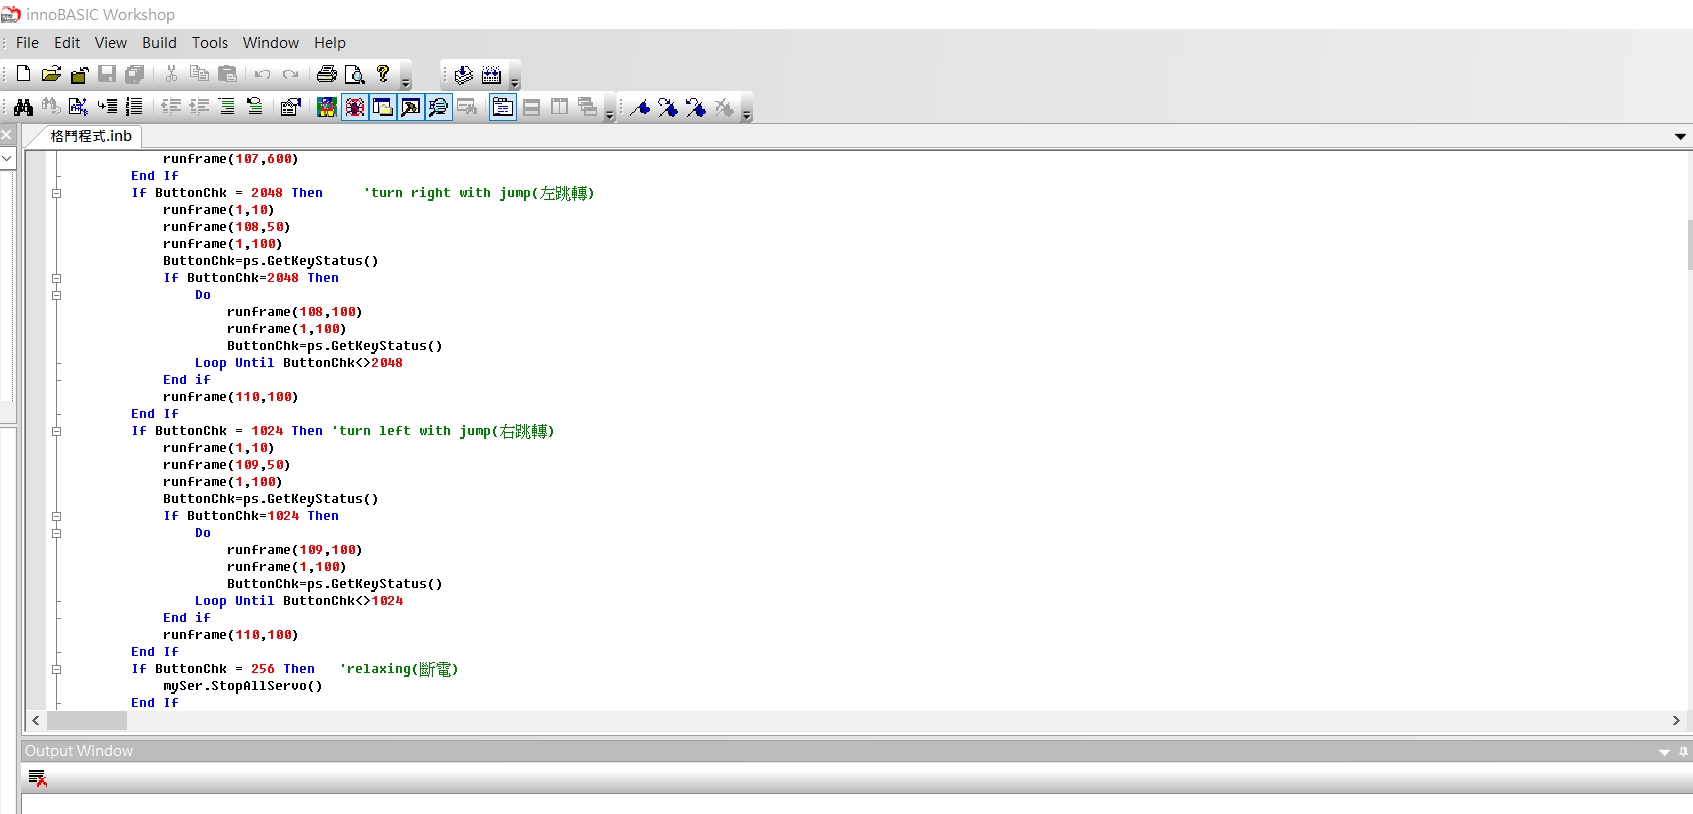 innoBASIC Workshop
File Edit View Build Tools Window Help
格鬥程式.inb
runframe(107,600)
End If
If ButtonChk = 2048 Then 'turn right with jump(左跳轉)
runframe(1,10)
runframe(108,50)
runframe(1,100)
ButtonChk=ps.GetKeyStatus()
If ButtonChk=2048 Then
Do
runframe(108,100)
runframe(1,100)
ButtonChk=ps.GetKeyStatus()
Loop Until ButtonChk<>2048
End if
runframe(110,100)
End If
If ButtonChk = 1024 Then 'turn left with jump(右跳轉)
runframe(1,10)
runframe(109,50)
runframe(1,100)
ButtonChk=ps.GetKeyStatus()
If ButtonChk=1024 Then
Do
runframe(109,100)
runframe(1,100)
ButtonChk=ps.GetKeyStatus()
Loop Until ButtonChk<>1024
End if
runframe(110,100)
End If
If ButtonChk = 256 Then 'relaxing(斷電)
mySer.StopAllServo()
End If
Output Window